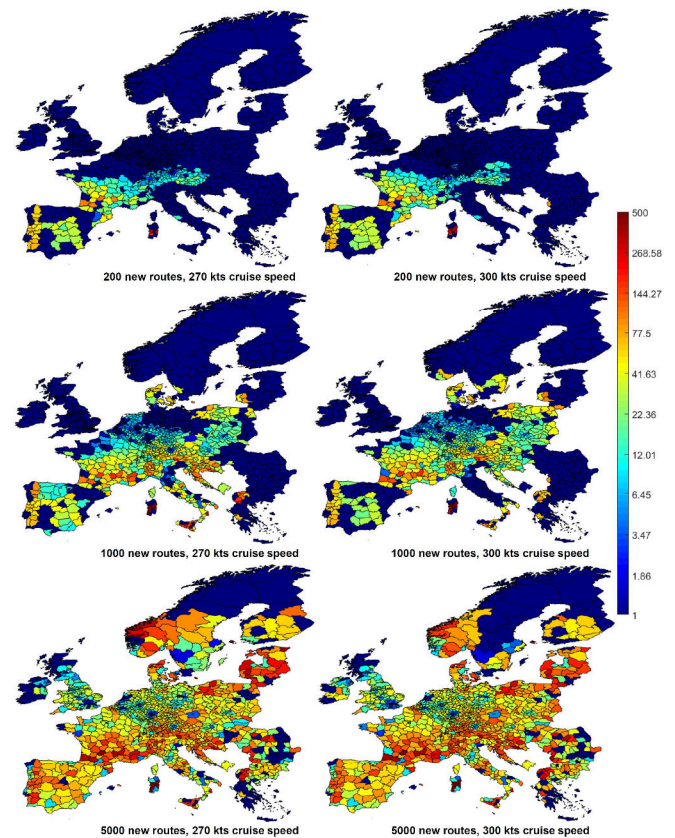 200 new routes, 270 kts cruise speed
200 new routes, 300 kts cruise speed
500
268.58
144.27
77.5
41.63
22.36
12.01
6.45
3.47
1.86
1
1000 new routes, 270 kts cruise speed
1000 new routes, 300 kts cruise speed
5000 new routes, 270 kts cruise speed
5000 new routes, 300 kts cruise speed